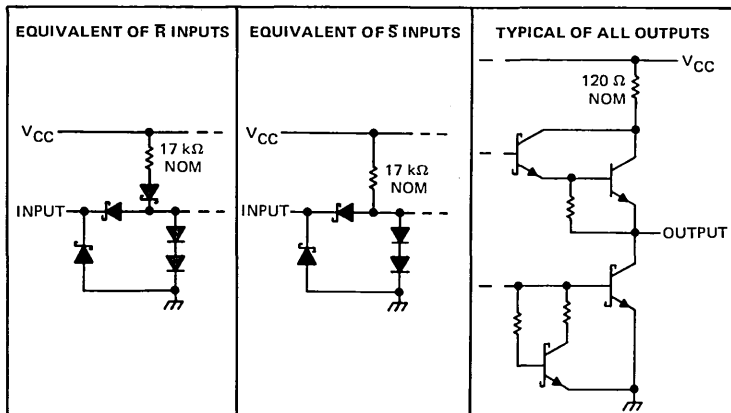 EQUIVALENT OF R̅ INPUTS
VCC
17 kΩ
NOM
INPUT
EQUIVALENT OF S̅ INPUTS
VCC
17 kΩ
NOM
INPUT
TYPICAL OF ALL OUTPUTS
VCC
120 Ω
NOM
OUTPUT